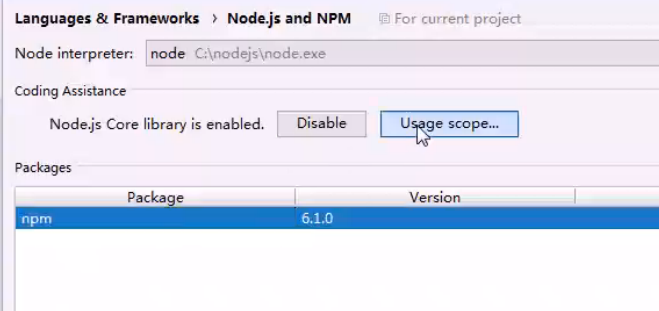 Languages & Frameworks › Node.js and NPM For current project
Node interpreter: node C:\nodejs\node.exe
Coding Assistance
Node.js Core library is enabled. Disable Usage scope...
Packages
Package Version
npm 6.1.0